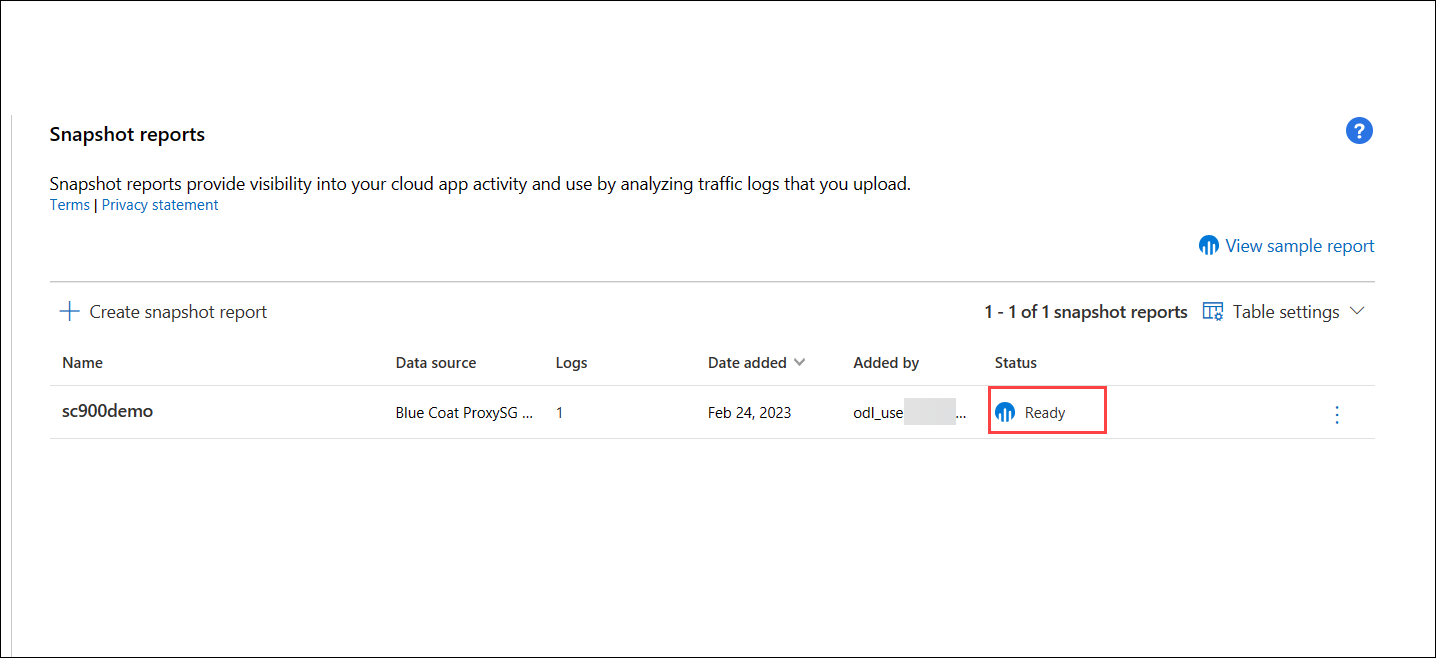 Snapshot reports
?
Snapshot reports provide visibility into your cloud app activity and use by analyzing traffic logs that you upload.
Terms | Privacy statement
View sample report
Create snapshot report 1 - 1 of 1 snapshot reports Table settings
Name Data source Logs Date added Added by Status
sc900demo Blue Coat ProxySG ... 1 Feb 24, 2023 odl_use ... Ready